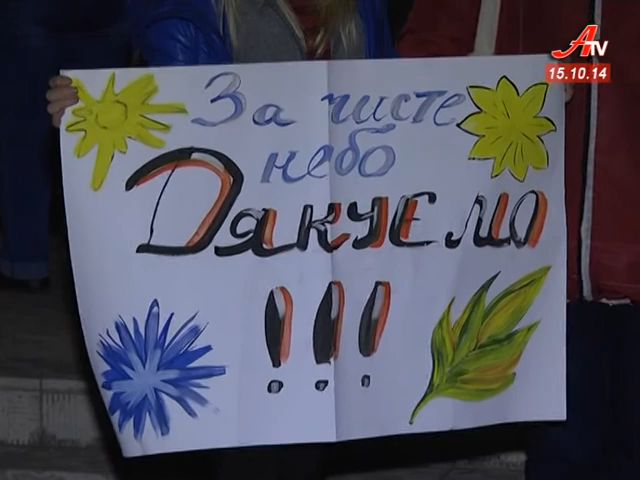 ATV
15.10.14
За чисте
небо
Дякуємо
!!!